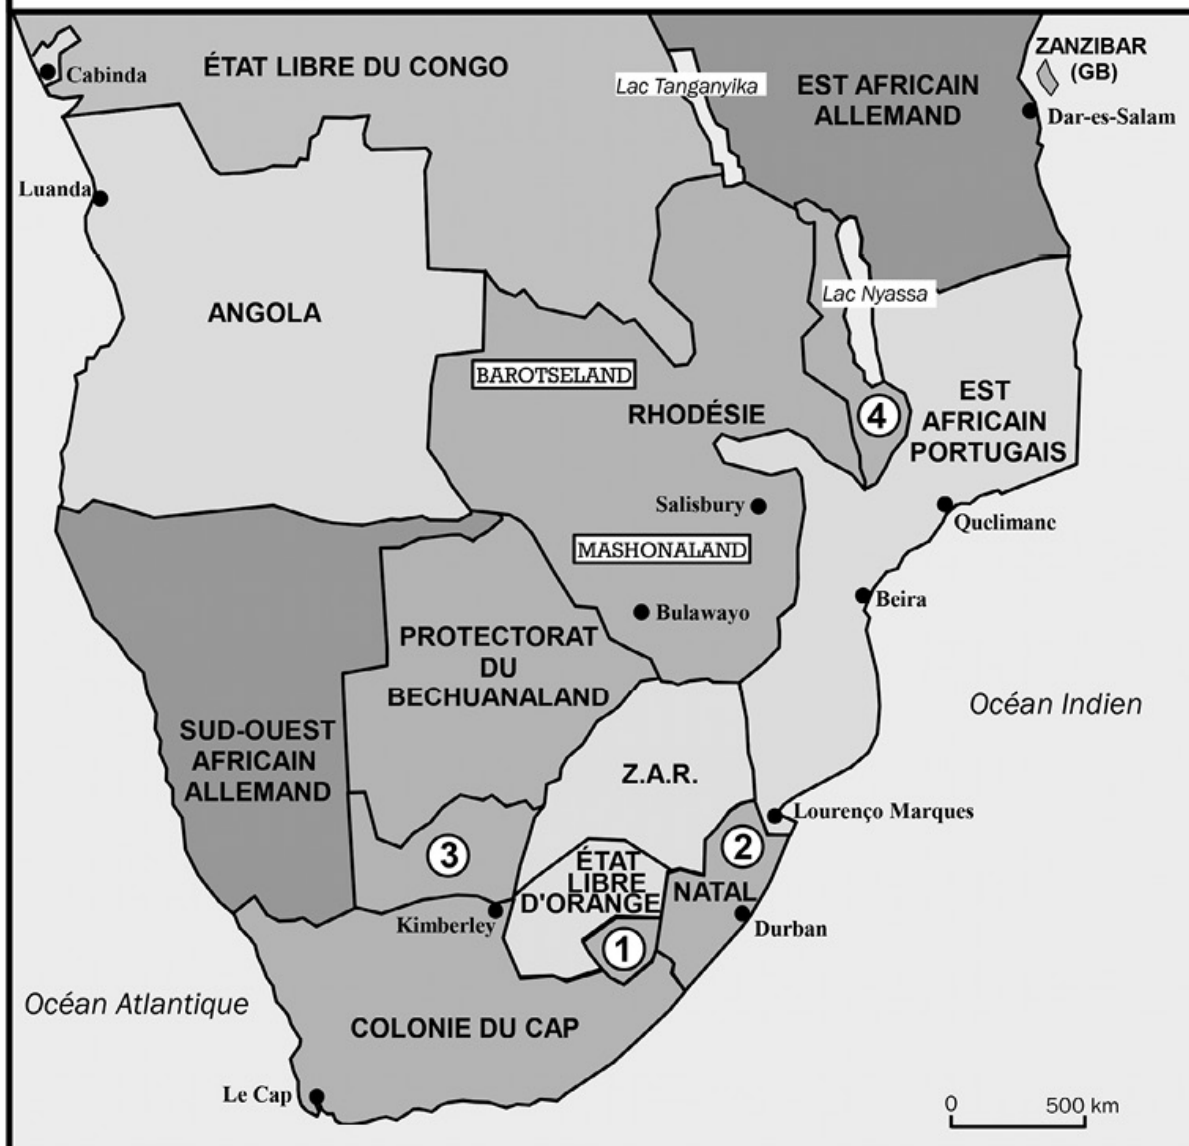 ZANZIBAR
(GB)
ÉTAT LIBRE DU CONGO
Cabinda
Lac Tanganyika
EST AFRICAIN
ALLEMAND
Dar-es-Salam
Luanda
Lac Nyassa
ANGOLA
BAROTSELAND
RHODÉSIE
4
EST
AFRICAIN
PORTUGAIS
Salisbury
Quelimane
MASHONALAND
Beira
Bulawayo
PROTECTORAT
DU
BECHUANALAND
Océan Indien
SUD-OUEST
AFRICAIN
ALLEMAND
Z.A.R.
Lourenço Marques
2
3
ÉTAT
LIBRE
D'ORANGE
NATAL
Kimberley
Durban
1
Océan Atlantique
COLONIE DU CAP
Le Cap
0 500 km